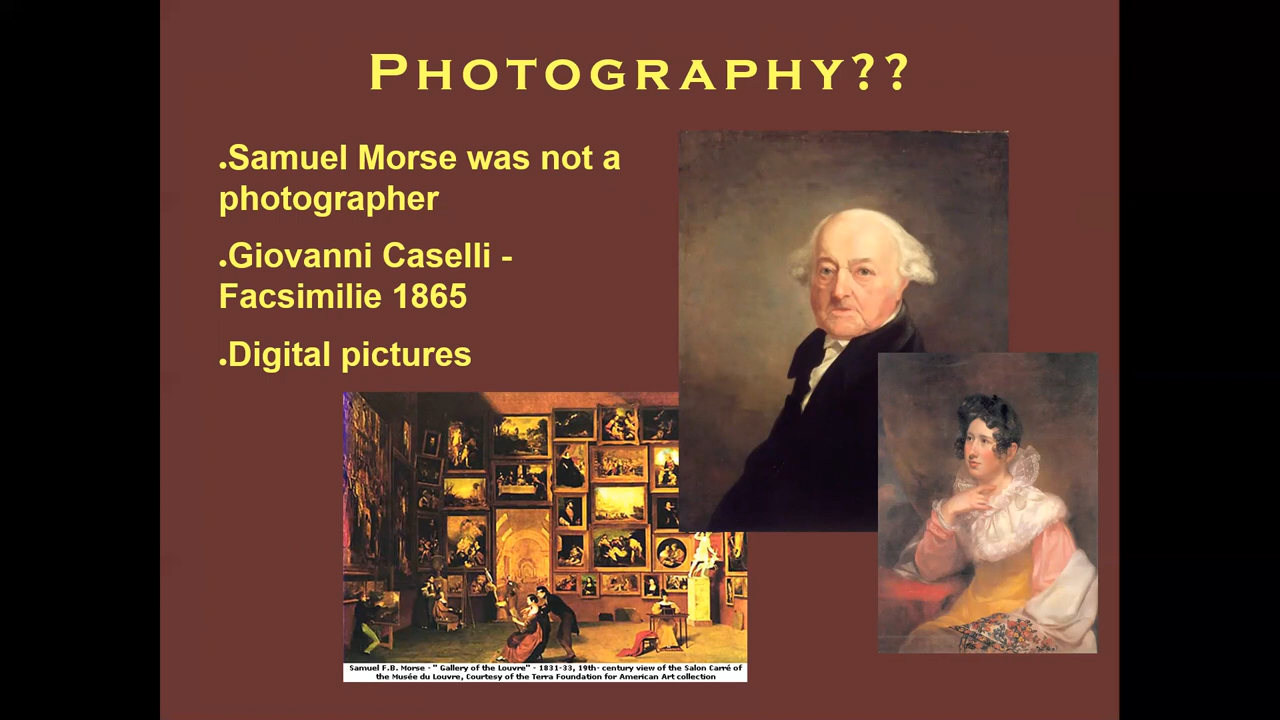 PHOTOGRAPHY??
•Samuel Morse was not a
photographer
•Giovanni Caselli -
Facsimilie 1865
•Digital pictures
Samuel F.B. Morse - " Gallery of the Louvre" - 1831-33, 19th- century view of the Salon Carré of
the Musée du Louvre, Courtesy of the Terra Foundation for American Art collection